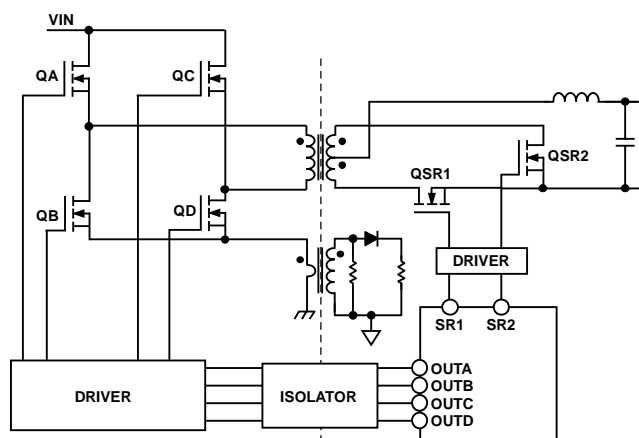 VIN
QA
QC
QSR1
QSR2
QB
QD
DRIVER
SR1
SR2
DRIVER
ISOLATOR
OUTA
OUTB
OUTC
OUTD